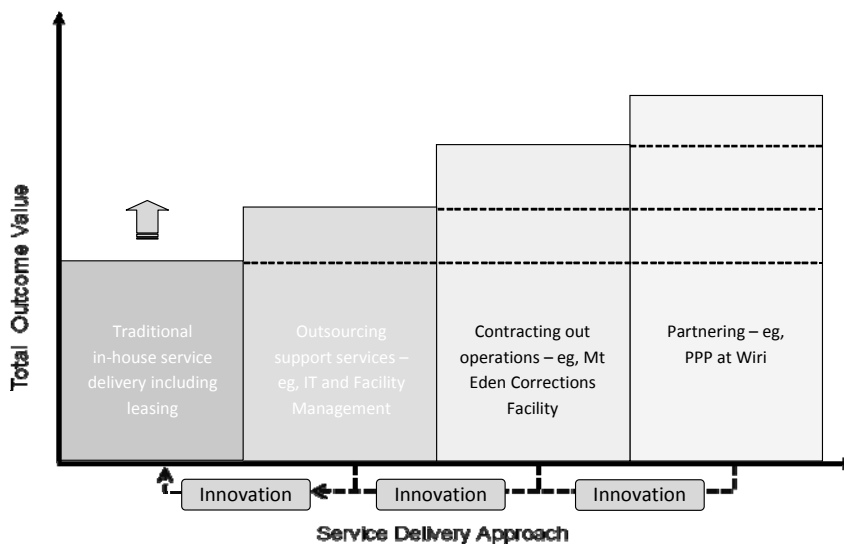 Total Outcome Value
Traditional
in-house service
delivery including
leasing
Outsourcing
support services –
eg, IT and Facility
Management
Contracting out
operations – eg, Mt
Eden Corrections
Facility
Partnering – eg,
PPP at Wiri
Innovation
Innovation
Innovation
Service Delivery Approach